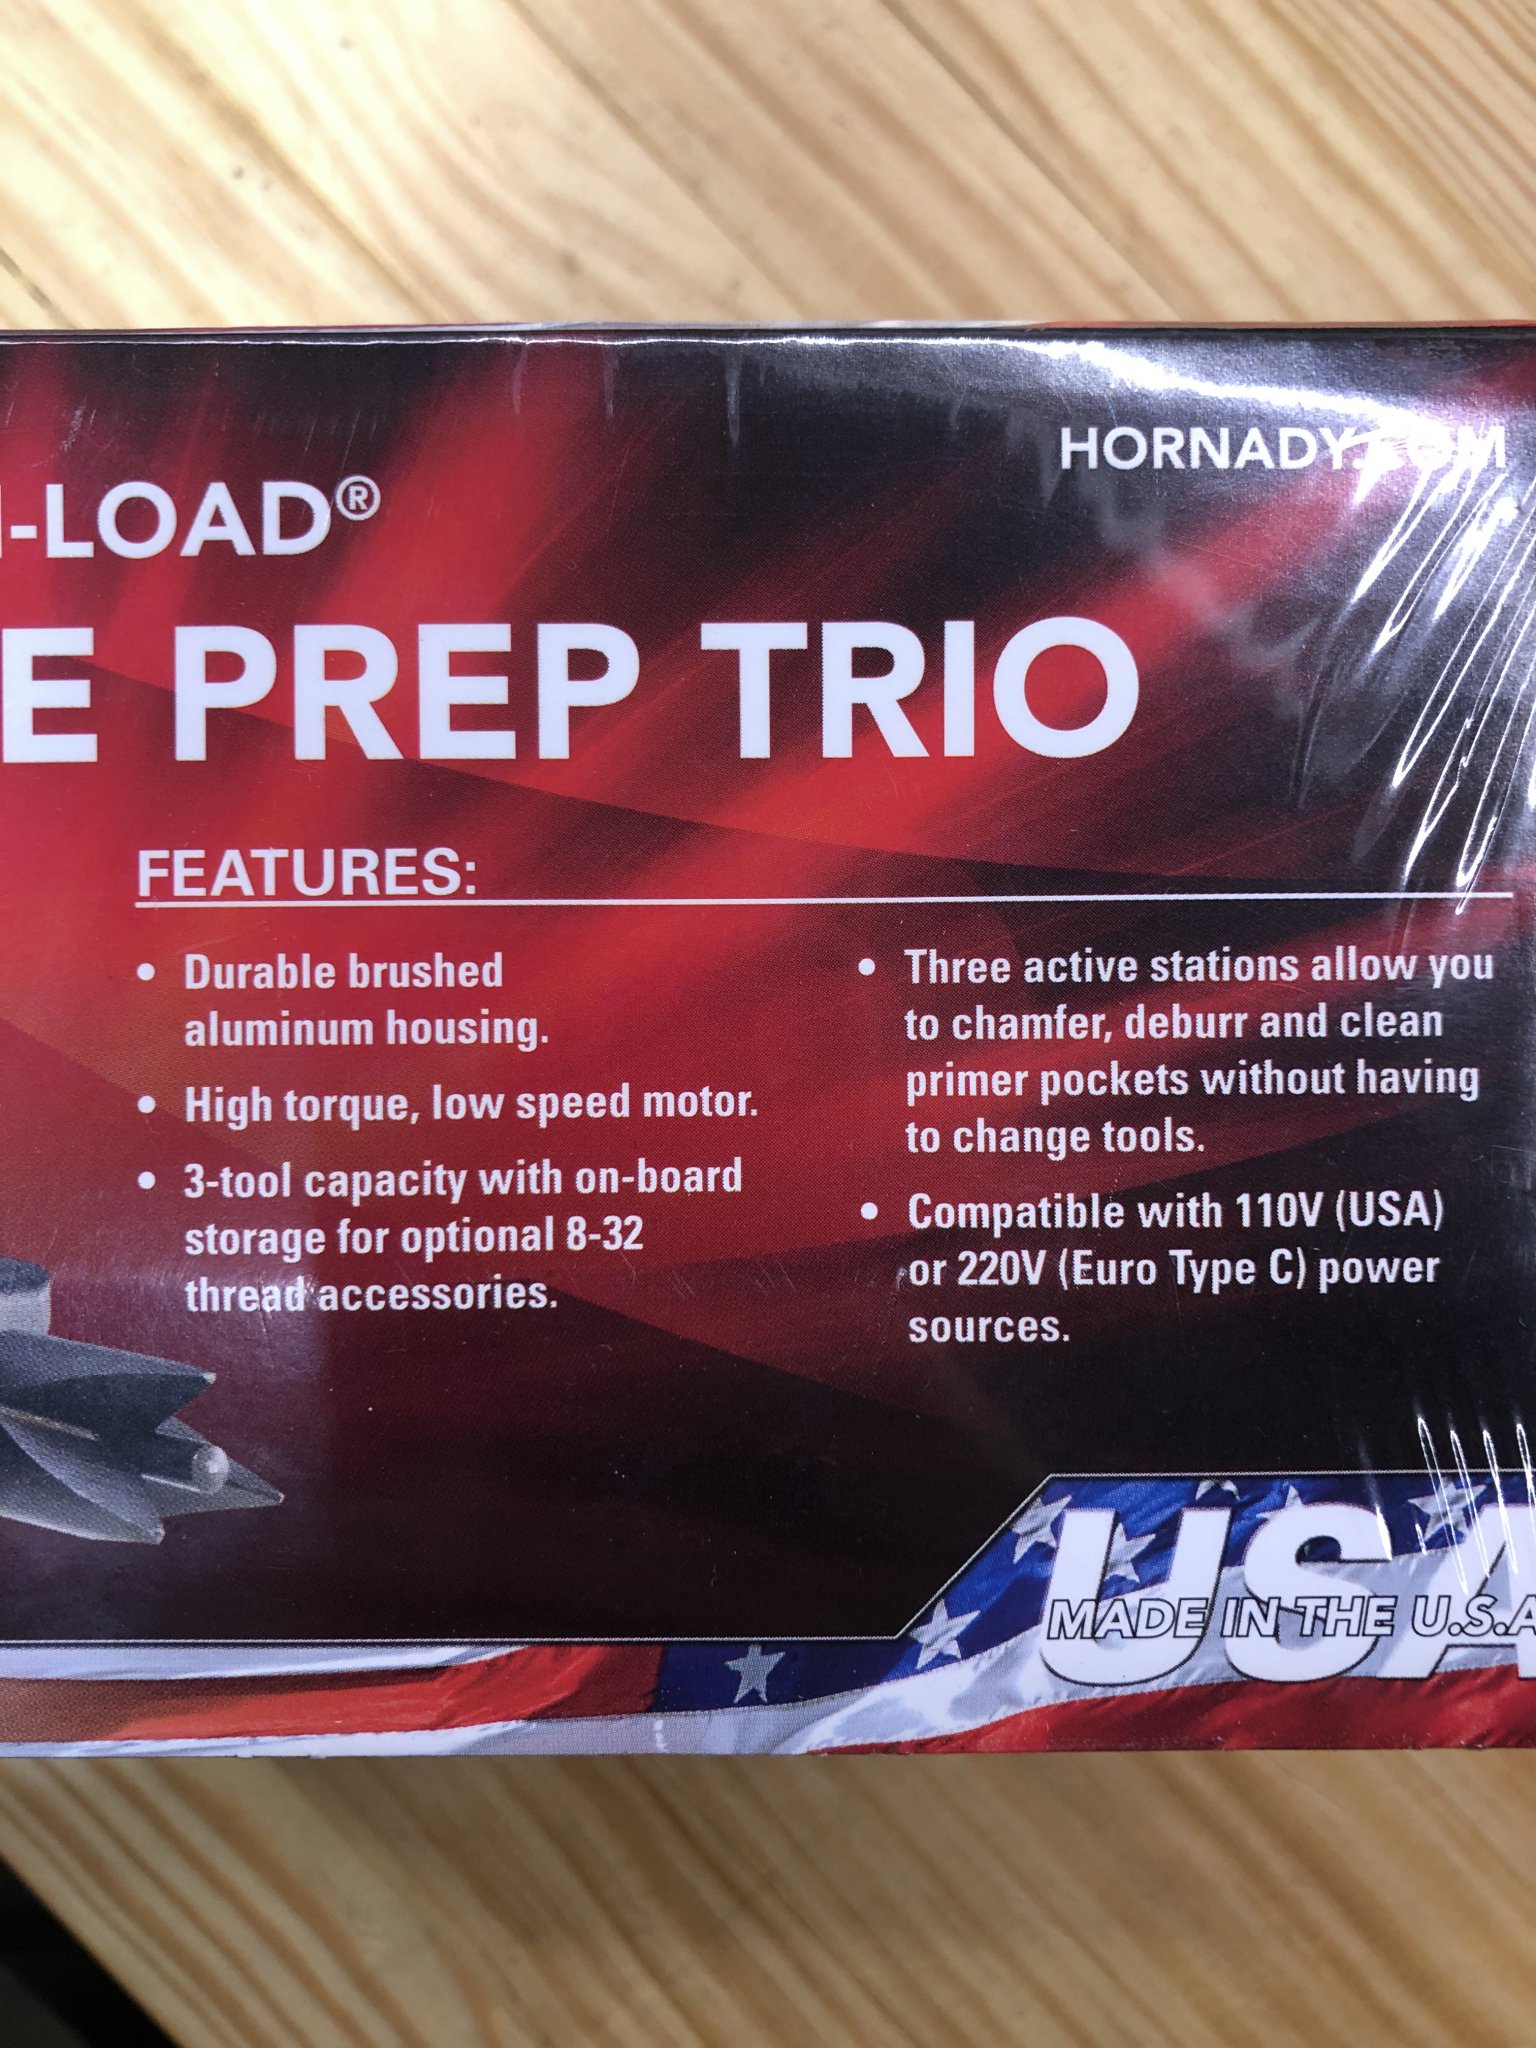 HORNADY.COM
-LOAD®
E PREP TRIO
FEATURES:
• Durable brushed
aluminum housing.
• High torque, low speed motor.
• 3-tool capacity with on-board
storage for optional 8-32
thread accessories.
• Three active stations allow you
to chamfer, deburr and clean
primer pockets without having
to change tools.
• Compatible with 110V (USA)
or 220V (Euro Type C) power
sources.
USA
MADE IN THE U.S.A